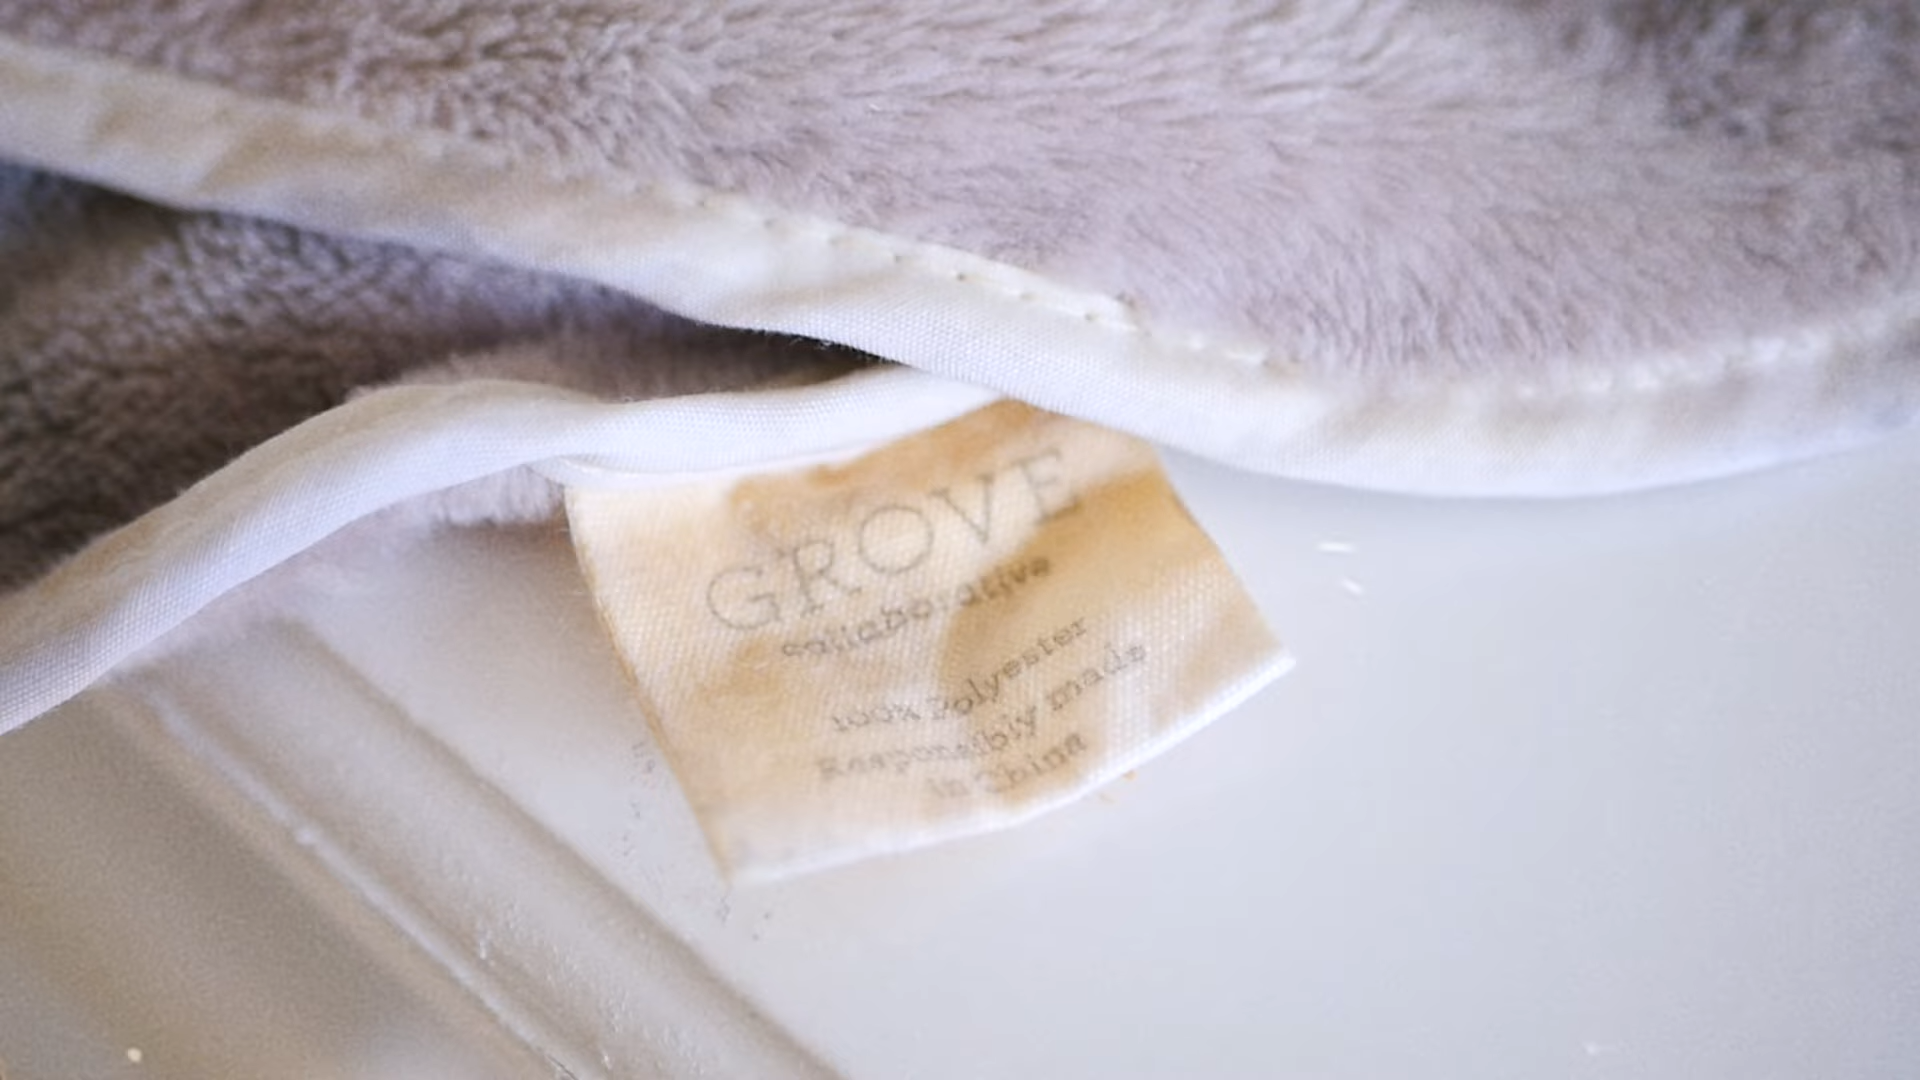 GROVE
collaborative
100% Polyester
Responsibly made
in China